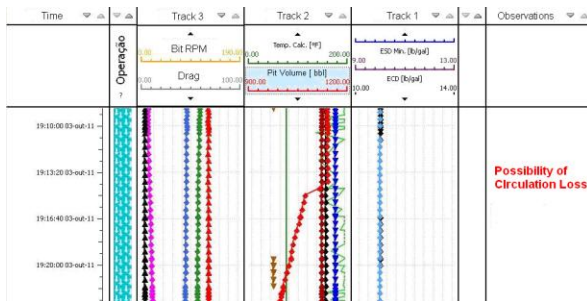 Time
Track 3
Track 2
Track 1
Observations
Operação
?
Bit RPM
0.00 190.00
Drag
0.00 100.00
Temp. Calc. [ºF]
0.00 200.00
Pit Volume [ bbl]
900.00 1200.00
ESD Min. [lb/gal]
9.00 13.00
ECD [lb/gal]
10.00 14.00
19:10:00 03-out-11
19:13:20 03-out-11
Possibility of
CIrculation Loss
19:16:40 03-out-11
19:20:00 03-out-11